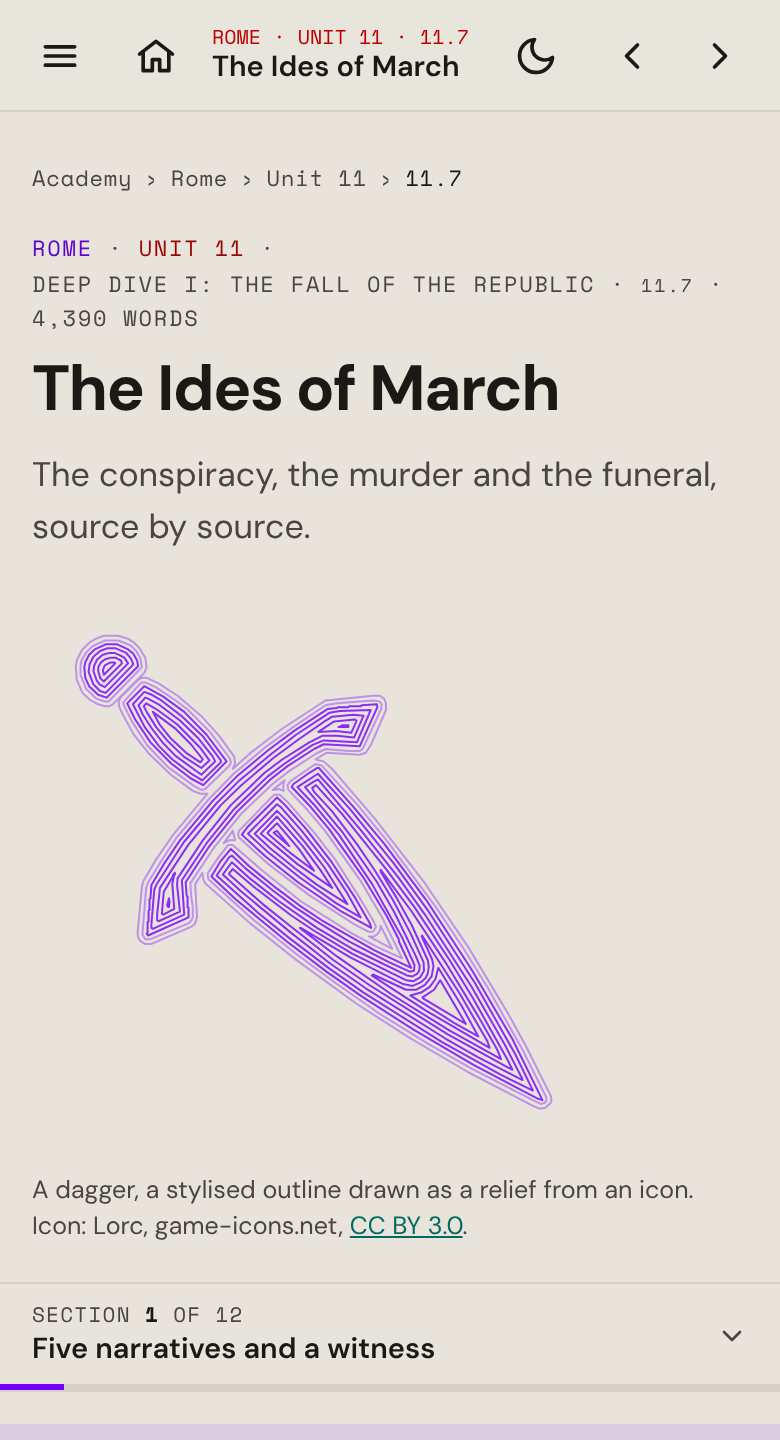 ROME · UNIT 11 · 11.7
The Ides of March
Academy › Rome › Unit 11 › 11.7
ROME · UNIT 11 ·
DEEP DIVE I: THE FALL OF THE REPUBLIC · 11.7 ·
4,390 WORDS
The Ides of March
The conspiracy, the murder and the funeral,
source by source.
A dagger, a stylised outline drawn as a relief from an icon.
Icon: Lorc, game-icons.net, CC BY 3.0.
SECTION 1 OF 12
Five narratives and a witness